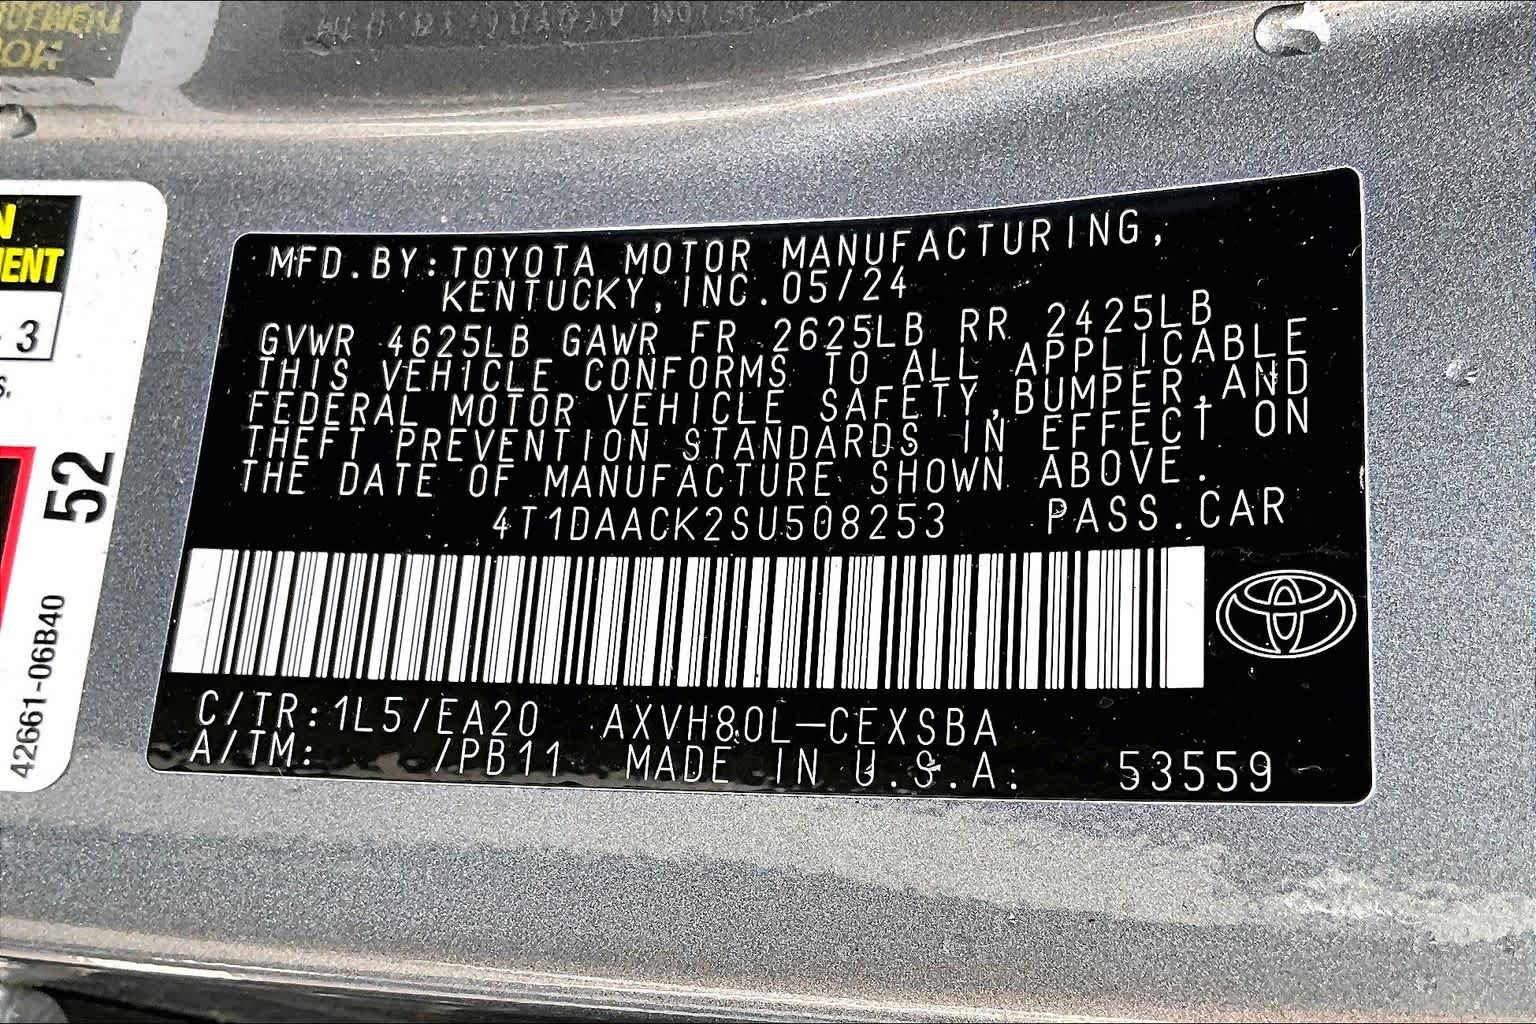 N
MENT
3
S.
52
42661-06B40
MFD.BY:TOYOTA MOTOR MANUFACTURING,
KENTUCKY,INC.05/24
GVWR 4625LB GAWR FR 2625LB RR 2425LB
THIS VEHICLE CONFORMS TO ALL APPLICABLE
FEDERAL MOTOR VEHICLE SAFETY,BUMPER,AND
THEFT PREVENTION STANDARDS IN EFFECT ON
THE DATE OF MANUFACTURE SHOWN ABOVE.
4T1DAACK2SU508253 PASS.CAR
C/TR:1L5/EA20 AXVH80L-CEXSBA
A/TM: /PB11 MADE IN U.S.A. 53559